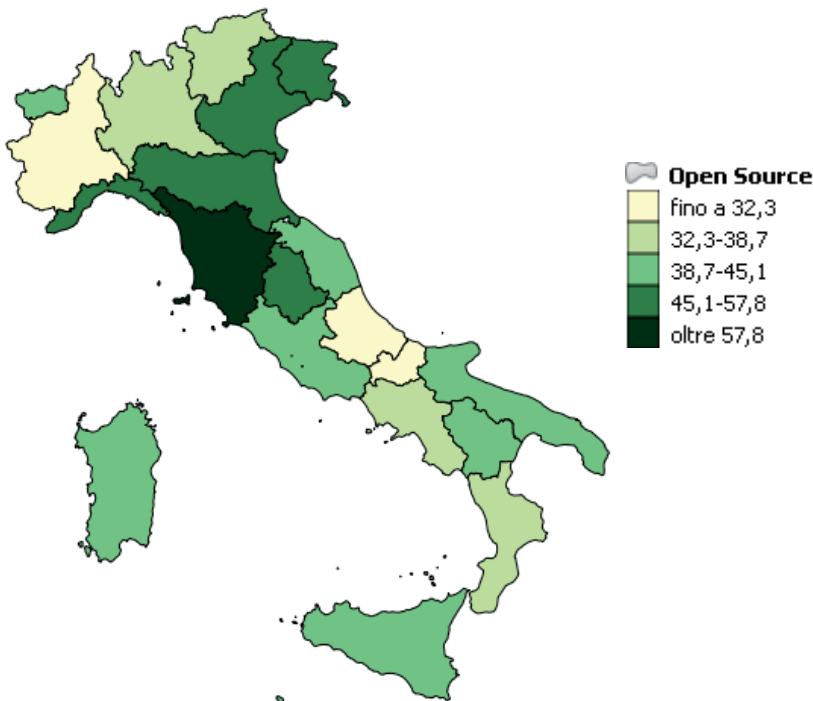 Open Source
fino a 32,3
32,3-38,7
38,7-45,1
45,1-57,8
oltre 57,8